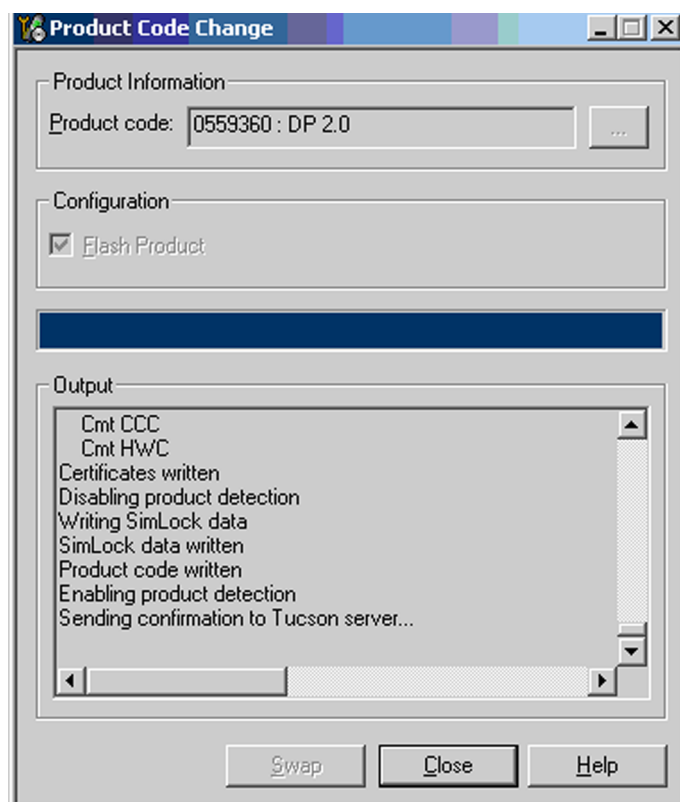 Product Code Change
Product Information
Product code: 0559360 : DP 2.0
...
Configuration
Flash Product
Output
Cmt CCC
Cmt HWC
Certificates written
Disabling product detection
Writing SimLock data
SimLock data written
Product code written
Enabling product detection
Sending confirmation to Tucson server...
Swap Close Help